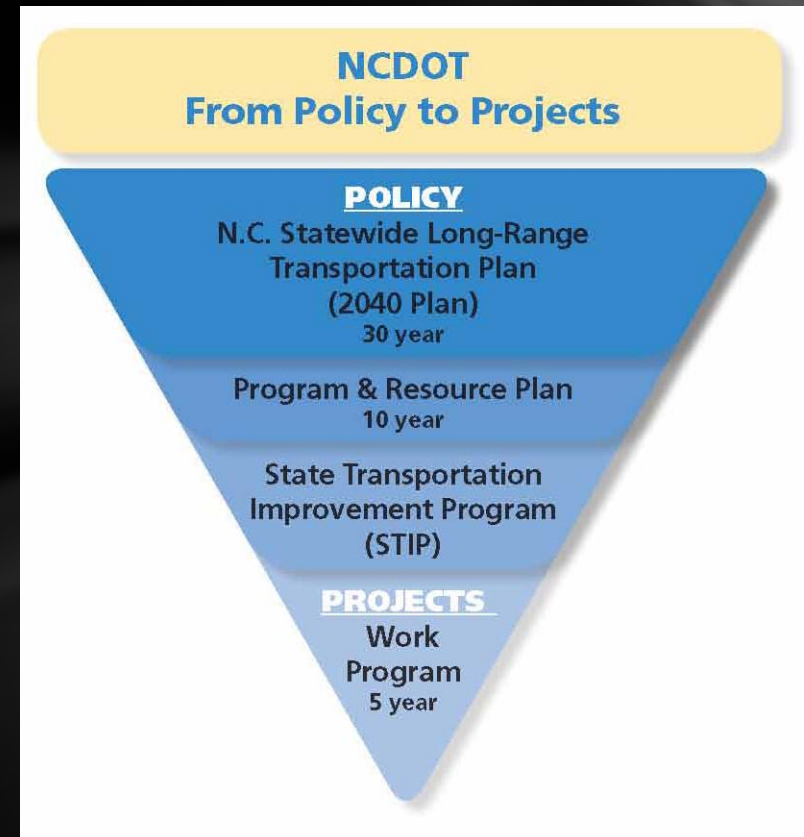 NCDOT
From Policy to Projects
POLICY
N.C. Statewide Long-Range
Transportation Plan
(2040 Plan)
30 year
Program & Resource Plan
10 year
State Transportation
Improvement Program
(STIP)
PROJECTS
Work
Program
5 year